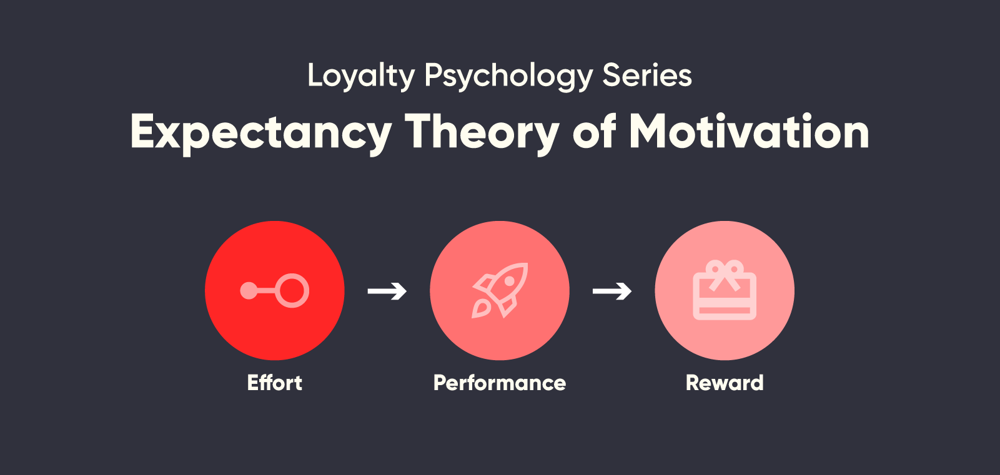 Loyalty Psychology Series
Expectancy Theory of Motivation
Effort
Performance
Reward